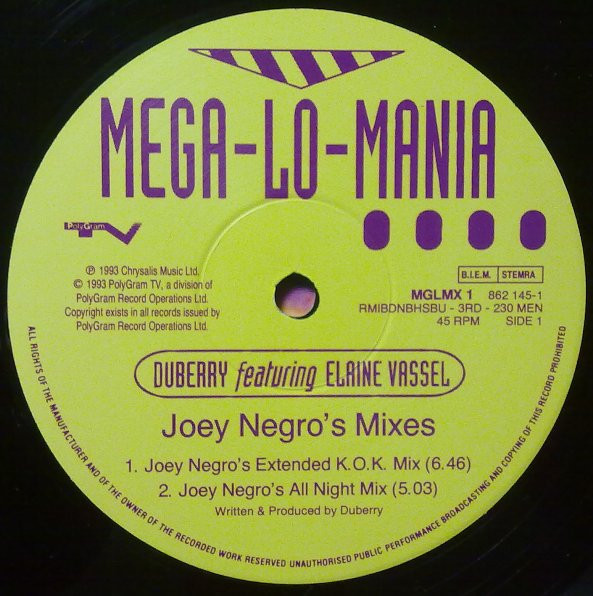 MEGA-LO-MANIA
PolyGram TV
℗ 1993 Chrysalis Music Ltd.
© 1993 PolyGram TV, a division of
PolyGram Record Operations Ltd.
Copyright exists in all records issued by
PolyGram Record Operations Ltd.
B.I.E.M. STEMRA
MGLMX 1 862 145-1
RMIBDNBHSBU - 3RD - 230 MEN
45 RPM SIDE 1
DUBERRY featuring ELAINE VASSEL
Joey Negro's Mixes
1. Joey Negro's Extended K.O.K. Mix (6.46)
2. Joey Negro's All Night Mix (5.03)
Written & Produced by Duberry
ALL RIGHTS OF THE MANUFACTURER AND OF THE OWNER OF THE RECORDED WORK RESERVED UNAUTHORISED PUBLIC PERFORMANCE BROADCASTING AND COPYING OF THIS RECORD PROHIBITED